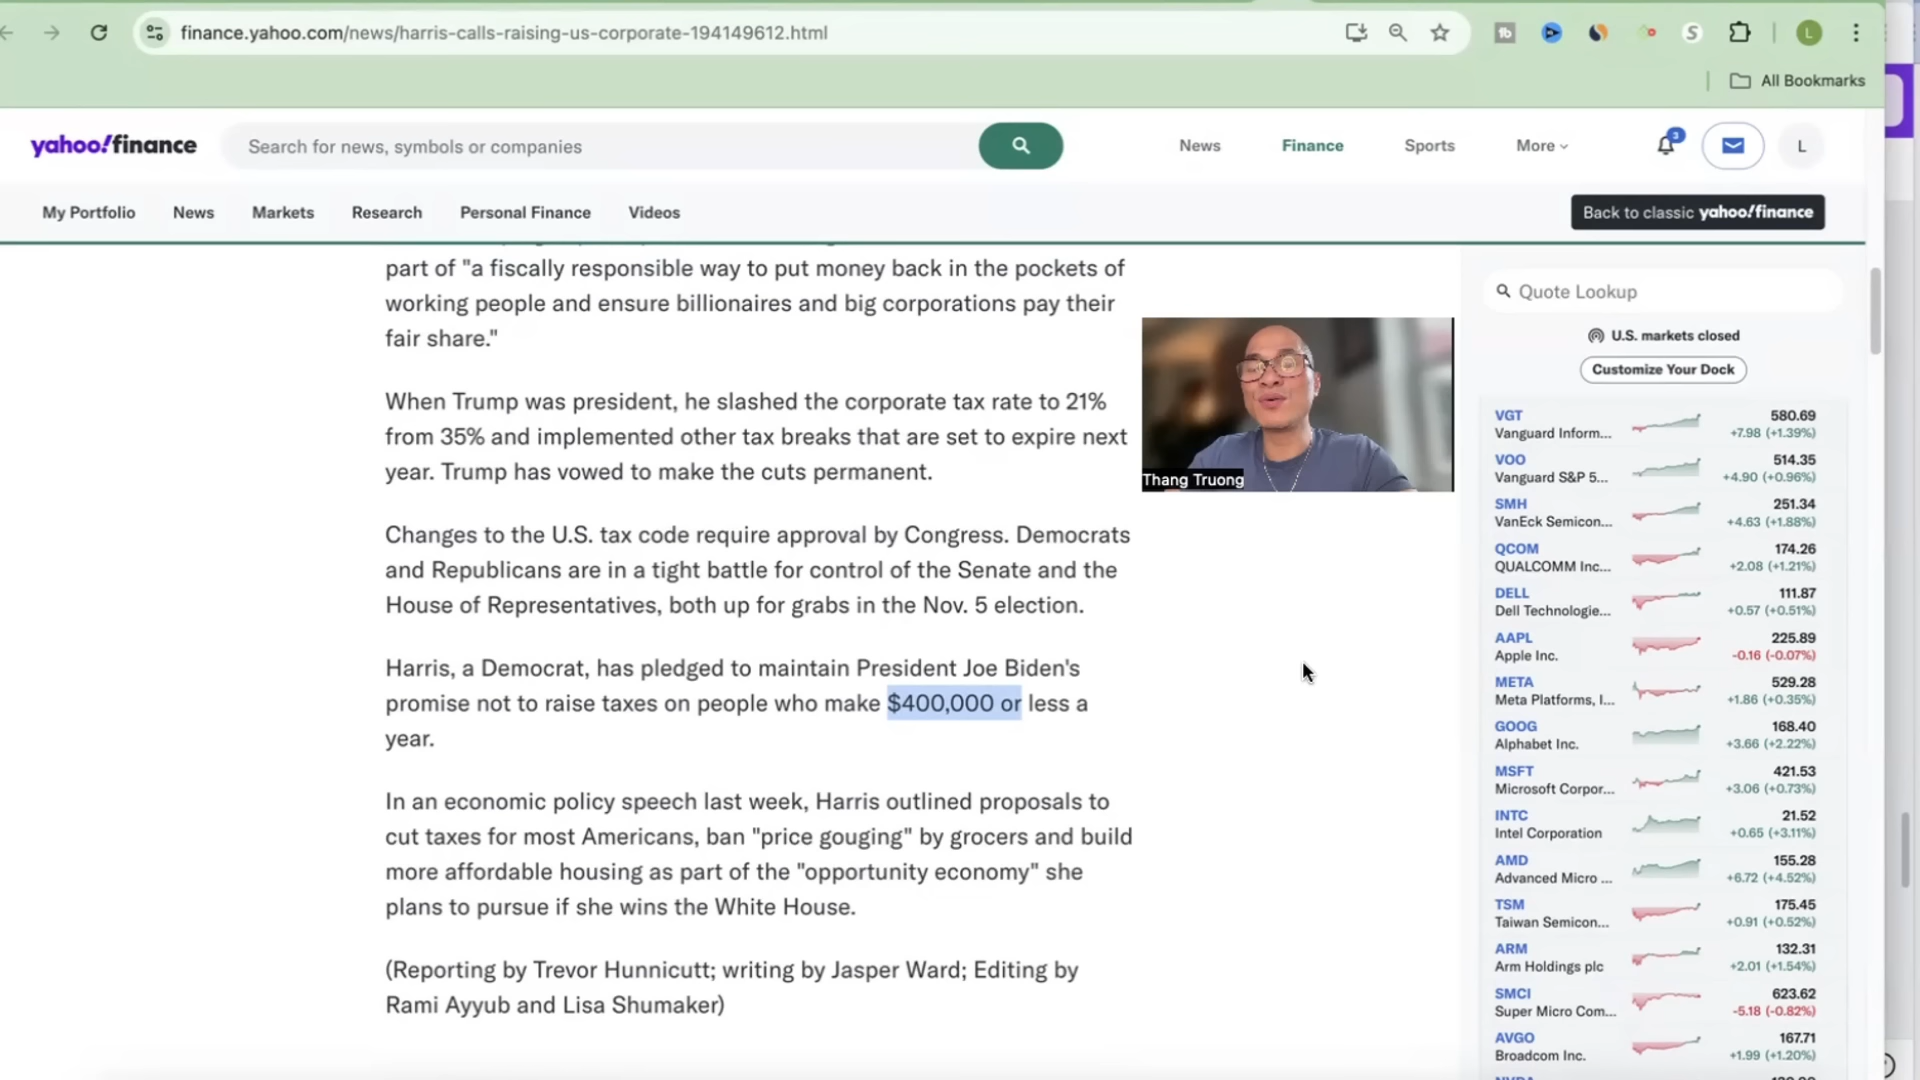 finance.yahoo.com/news/harris-calls-raising-us-corporate-194149612.html
All Bookmarks
yahoo!finance
Search for news, symbols or companies
News
Finance
Sports
More
3
L
My Portfolio
News
Markets
Research
Personal Finance
Videos
Back to classic yahoo!finance
part of "a fiscally responsible way to put money back in the pockets of
working people and ensure billionaires and big corporations pay their
fair share."
When Trump was president, he slashed the corporate tax rate to 21%
from 35% and implemented other tax breaks that are set to expire next
year. Trump has vowed to make the cuts permanent.
Changes to the U.S. tax code require approval by Congress. Democrats
and Republicans are in a tight battle for control of the Senate and the
House of Representatives, both up for grabs in the Nov. 5 election.
Harris, a Democrat, has pledged to maintain President Joe Biden's
promise not to raise taxes on people who make $400,000 or less a
year.
In an economic policy speech last week, Harris outlined proposals to
cut taxes for most Americans, ban "price gouging" by grocers and build
more affordable housing as part of the "opportunity economy" she
plans to pursue if she wins the White House.
(Reporting by Trevor Hunnicutt; writing by Jasper Ward; Editing by
Rami Ayyub and Lisa Shumaker)
Thang Truong
Quote Lookup
U.S. markets closed
Customize Your Dock
VGT 580.69
Vanguard Inform... +7.98 (+1.39%)
VOO 514.35
Vanguard S&P 5... +4.90 (+0.96%)
SMH 251.34
VanEck Semicon... +4.63 (+1.88%)
QCOM 174.26
QUALCOMM Inc... +2.08 (+1.21%)
DELL 111.87
Dell Technologie... +0.57 (+0.51%)
AAPL 225.89
Apple Inc. -0.16 (-0.07%)
META 529.28
Meta Platforms, I... +1.86 (+0.35%)
GOOG 168.40
Alphabet Inc. +3.66 (+2.22%)
MSFT 421.53
Microsoft Corpor... +3.06 (+0.73%)
INTC 21.52
Intel Corporation +0.65 (+3.11%)
AMD 155.28
Advanced Micro ... +6.72 (+4.52%)
TSM 175.45
Taiwan Semicon... +0.91 (+0.52%)
ARM 132.31
Arm Holdings plc +2.01 (+1.54%)
SMCI 623.62
Super Micro Com... -5.18 (-0.82%)
AVGO 167.71
Broadcom Inc. +1.99 (+1.20%)